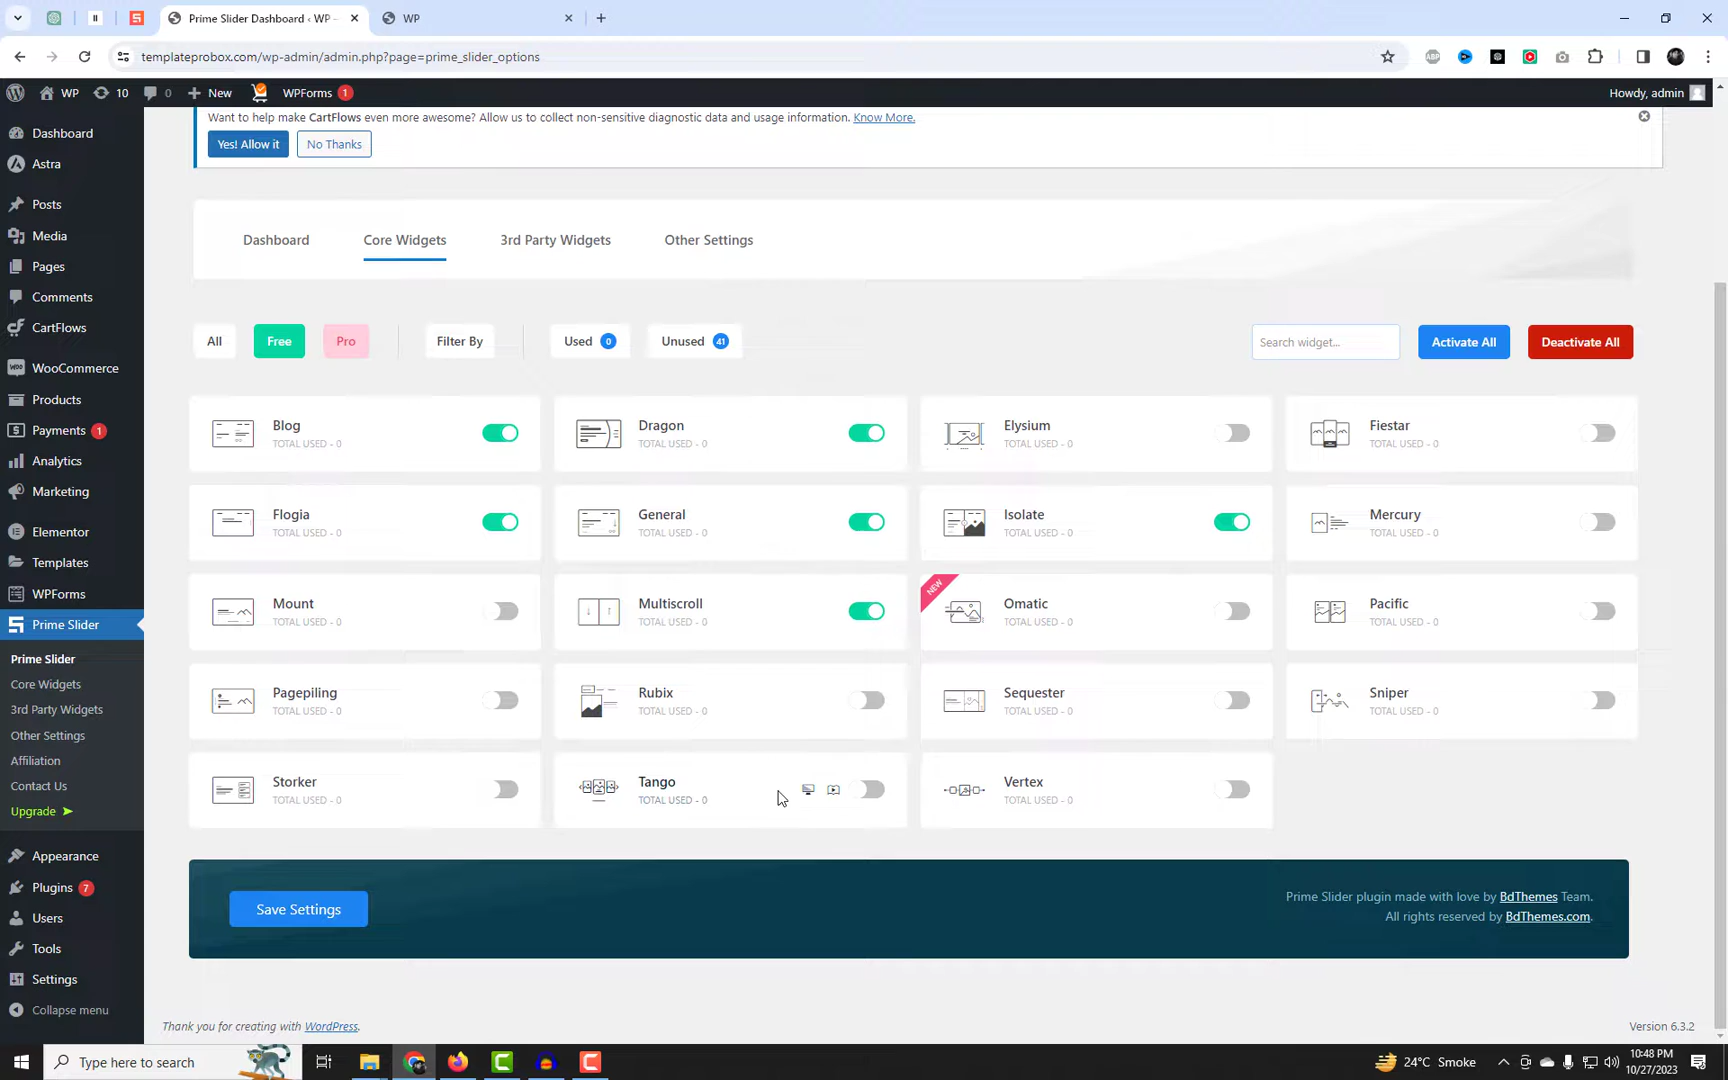 Prime Slider Dashboard ‹ WP –
WP
templateprobox.com/wp-admin/admin.php?page=prime_slider_options
WP
10
0
New
WPForms 1
Howdy, admin
Want to help make CartFlows even more awesome? Allow us to collect non-sensitive diagnostic data and usage information. Know More.
Yes! Allow it
No Thanks
Dashboard
Astra
Posts
Media
Pages
Comments
CartFlows
WooCommerce
Products
Payments 1
Analytics
Marketing
Elementor
Templates
WPForms
Prime Slider
Prime Slider
Core Widgets
3rd Party Widgets
Other Settings
Affiliation
Contact Us
Upgrade ➤
Appearance
Plugins 7
Users
Tools
Settings
Collapse menu
Dashboard
Core Widgets
3rd Party Widgets
Other Settings
All
Free
Pro
Filter By
Used 0
Unused 41
Search widget...
Activate All
Deactivate All
Blog
TOTAL USED - 0
Dragon
TOTAL USED - 0
Elysium
TOTAL USED - 0
Fiestar
TOTAL USED - 0
Flogia
TOTAL USED - 0
General
TOTAL USED - 0
Isolate
TOTAL USED - 0
Mercury
TOTAL USED - 0
Mount
TOTAL USED - 0
Multiscroll
TOTAL USED - 0
NEW
Omatic
TOTAL USED - 0
Pacific
TOTAL USED - 0
Pagepiling
TOTAL USED - 0
Rubix
TOTAL USED - 0
Sequester
TOTAL USED - 0
Sniper
TOTAL USED - 0
Storker
TOTAL USED - 0
Tango
TOTAL USED - 0
Vertex
TOTAL USED - 0
Save Settings
Prime Slider plugin made with love by BdThemes Team.
All rights reserved by BdThemes.com.
Thank you for creating with WordPress.
Version 6.3.2
Type here to search
24°C Smoke
10:48 PM
10/27/2023